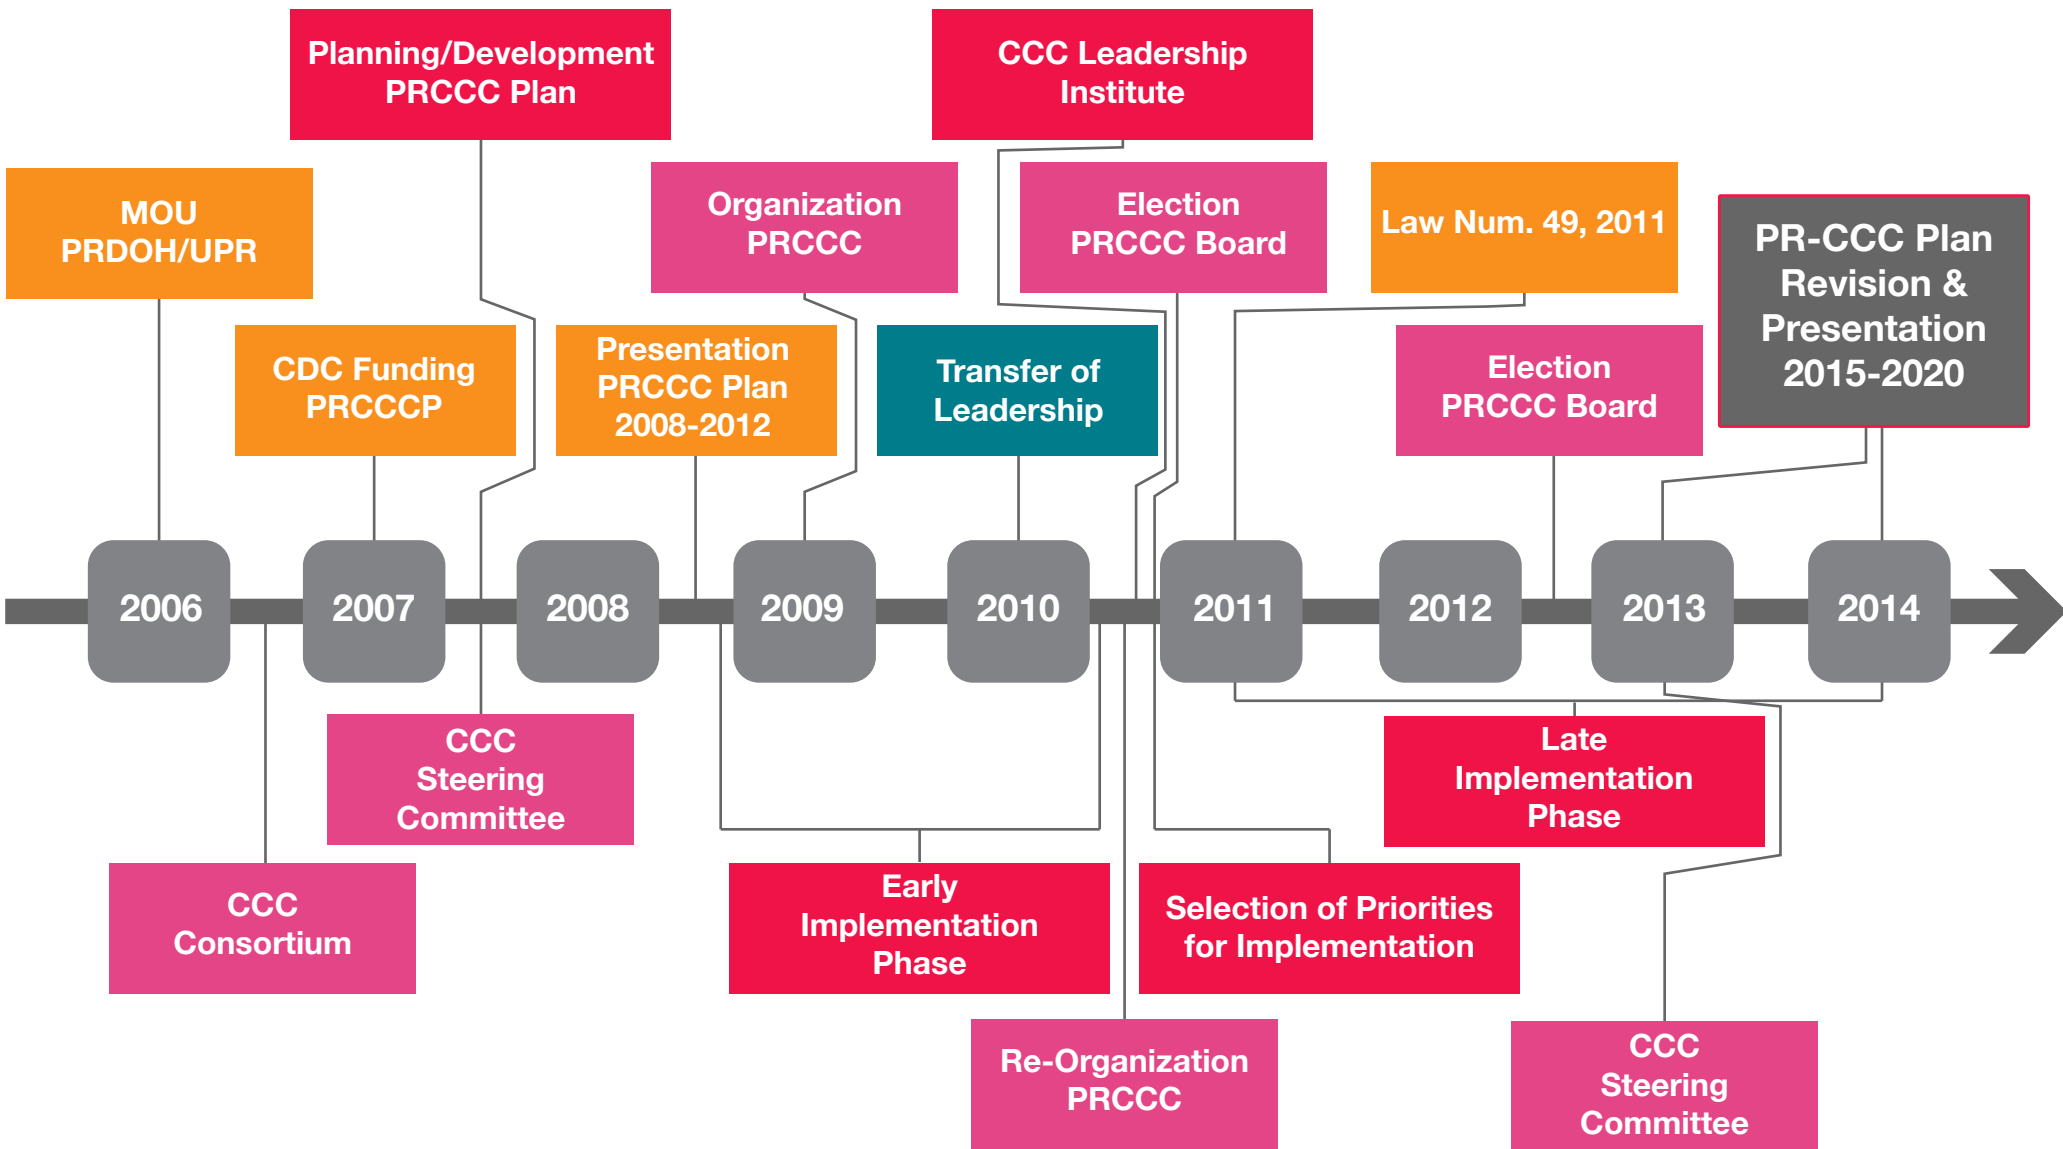 Planning/Development
PRCCC Plan
CCC Leadership
Institute
MOU
PRDOH/UPR
Organization
PRCCC
Election
PRCCC Board
Law Num. 49, 2011
PR-CCC Plan
Revision &
Presentation
2015-2020
CDC Funding
PRCCCP
Presentation
PRCCC Plan
2008-2012
Transfer of
Leadership
Election
PRCCC Board
2006
2007
2008
2009
2010
2011
2012
2013
2014
CCC
Steering
Committee
Late
Implementation
Phase
CCC
Consortium
Early
Implementation
Phase
Selection of Priorities
for Implementation
Re-Organization
PRCCC
CCC
Steering
Committee